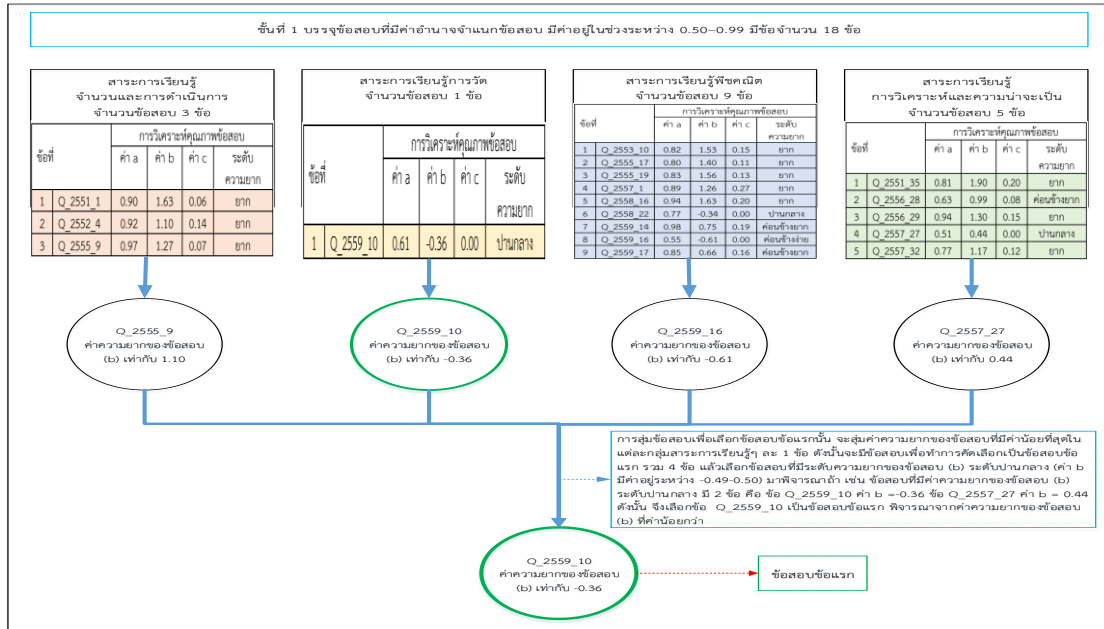 ชั้นที่ 1 บรรจุข้อสอบที่มีค่าอำนาจจำแนกข้อสอบ มีค่าอยู่ในช่วงระหว่าง 0.50–0.99 มีข้อจำนวน 18 ข้อ
สาระการเรียนรู้
จำนวนและการดำเนินการ
จำนวนข้อสอบ 3 ข้อ
ข้อที่ การวิเคราะห์คุณภาพข้อสอบ
ค่า a ค่า b ค่า c ระดับ
ความยาก
1 Q_2551_1 0.90 1.63 0.06 ยาก
2 Q_2552_4 0.92 1.10 0.14 ยาก
3 Q_2555_9 0.97 1.27 0.07 ยาก
สาระการเรียนรู้การวัด
จำนวนข้อสอบ 1 ข้อ
ข้อที่ การวิเคราะห์คุณภาพข้อสอบ
ค่า a ค่า b ค่า c ระดับ
ความยาก
1 Q_2559_10 0.61 -0.36 0.00 ปานกลาง
สาระการเรียนรู้พีชคณิต
จำนวนข้อสอบ 9 ข้อ
ข้อที่ การวิเคราะห์คุณภาพข้อสอบ
ค่า a ค่า b ค่า c ระดับ
ความยาก
1 Q_2553_10 0.82 1.53 0.15 ยาก
2 Q_2555_17 0.80 1.40 0.11 ยาก
3 Q_2555_19 0.83 1.56 0.13 ยาก
4 Q_2557_1 0.89 1.26 0.27 ยาก
5 Q_2558_16 0.94 1.63 0.20 ยาก
6 Q_2558_22 0.77 -0.34 0.00 ปานกลาง
7 Q_2559_14 0.98 0.75 0.19 ค่อนข้างยาก
8 Q_2559_16 0.55 -0.61 0.00 ค่อนข้างง่าย
9 Q_2559_17 0.85 0.66 0.16 ค่อนข้างยาก
สาระการเรียนรู้
การวิเคราะห์และความน่าจะเป็น
จำนวนข้อสอบ 5 ข้อ
ข้อที่ การวิเคราะห์คุณภาพข้อสอบ
ค่า a ค่า b ค่า c ระดับ
ความยาก
1 Q_2551_35 0.81 1.90 0.20 ยาก
2 Q_2556_28 0.63 0.99 0.08 ค่อนข้างยาก
3 Q_2556_29 0.94 1.30 0.15 ยาก
4 Q_2557_27 0.51 0.44 0.00 ปานกลาง
5 Q_2557_32 0.77 1.17 0.12 ยาก
Q_2555_9
ค่าความยากของข้อสอบ
(b) เท่ากับ 1.10
Q_2559_10
ค่าความยากของข้อสอบ
(b) เท่ากับ -0.36
Q_2559_16
ค่าความยากของข้อสอบ
(b) เท่ากับ -0.61
Q_2557_27
ค่าความยากของข้อสอบ
(b) เท่ากับ 0.44
การสุ่มข้อสอบเพื่อเลือกข้อสอบข้อแรกนั้น จะสุ่มค่าความยากของข้อสอบที่มีค่าน้อยที่สุดใน
แต่ละกลุ่มสาระการเรียนรู้ๆ ละ 1 ข้อ ดังนั้นจะมีข้อสอบเพื่อทำการคัดเลือกเป็นข้อสอบข้อ
แรก รวม 4 ข้อ แล้วเลือกข้อสอบที่มีระดับความยากของข้อสอบ (b) ระดับปานกลาง (ค่า b
มีค่าอยู่ระหว่าง -0.49-0.50) มาพิจารณาถ้า เช่น ข้อสอบที่มีค่าความยากของข้อสอบ (b)
ระดับปานกลาง มี 2 ข้อ คือ ข้อ Q_2559_10 ค่า b =-0.36 ข้อ Q_2557_27 ค่า b = 0.44
ดังนั้น จึงเลือกข้อ Q_2559_10 เป็นข้อสอบข้อแรก พิจารณาจากค่าความยากของข้อสอบ
(b) ที่ค่าน้อยกว่า
Q_2559_10
ค่าความยากของข้อสอบ
(b) เท่ากับ -0.36
ข้อสอบข้อแรก